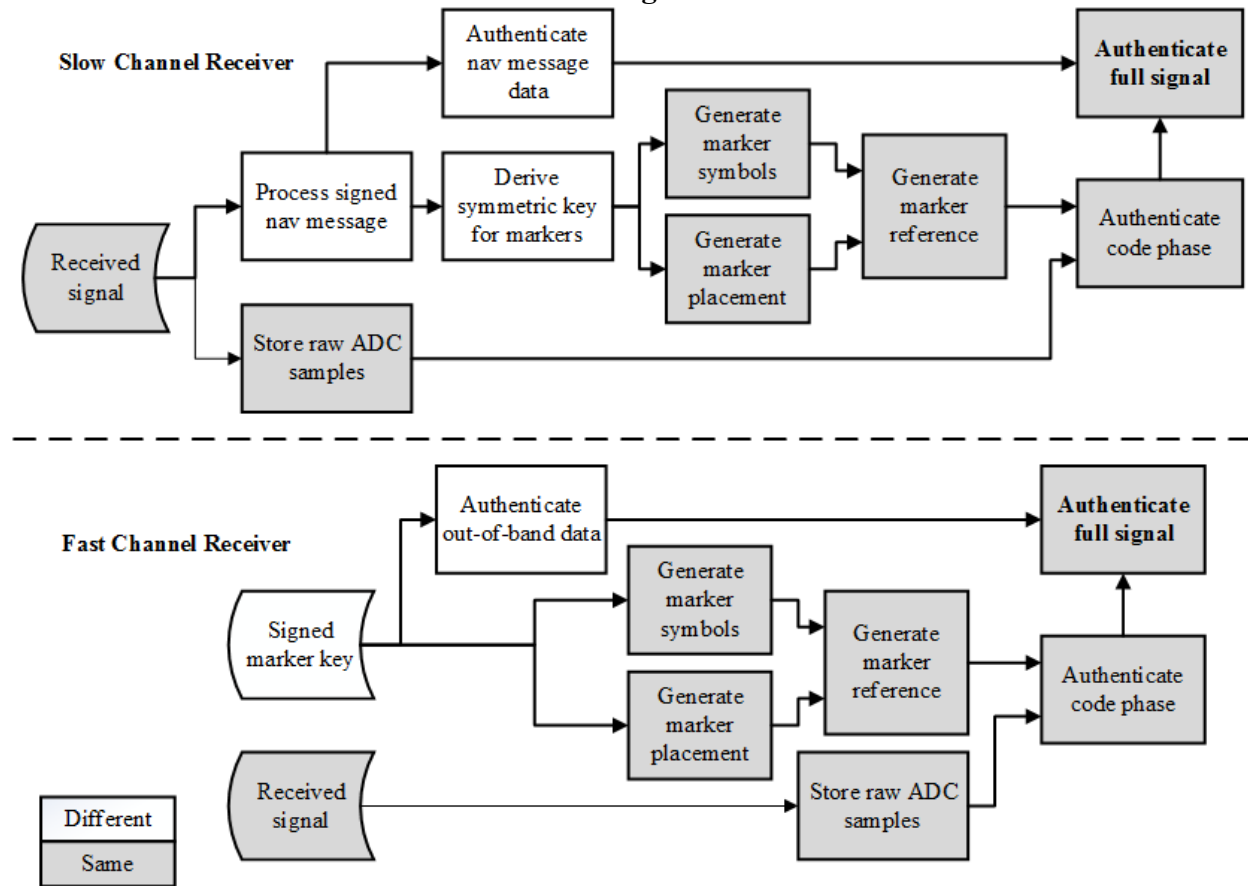 Slow Channel Receiver
Authenticate
nav message
data
Authenticate
full signal
Generate
marker
symbols
Process signed
nav message
Derive
symmetric key
for markers
Generate
marker
reference
Received
signal
Generate
marker
placement
Authenticate
code phase
Store raw ADC
samples
Fast Channel Receiver
Authenticate
out-of-band data
Authenticate
full signal
Signed
marker key
Generate
marker
symbols
Generate
marker
reference
Generate
marker
placement
Authenticate
code phase
Received
signal
Store raw ADC
samples
Different
Same